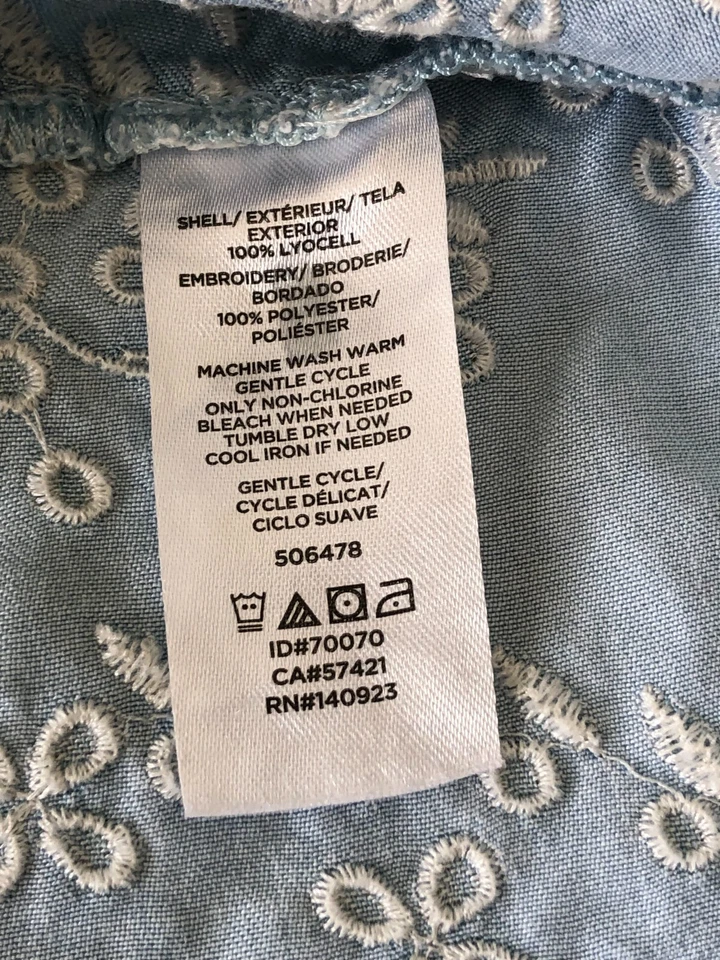 SHELL/ EXTÉRIEUR/ TELA
EXTERIOR
100% LYOCELL
EMBROIDERY/ BRODERIE/
BORDADO
100% POLYESTER/
POLIÉSTER
MACHINE WASH WARM
GENTLE CYCLE
ONLY NON-CHLORINE
BLEACH WHEN NEEDED
TUMBLE DRY LOW
COOL IRON IF NEEDED
GENTLE CYCLE/
CYCLE DÉLICAT/
CICLO SUAVE
506478
ID#70070
CA#57421
RN#140923